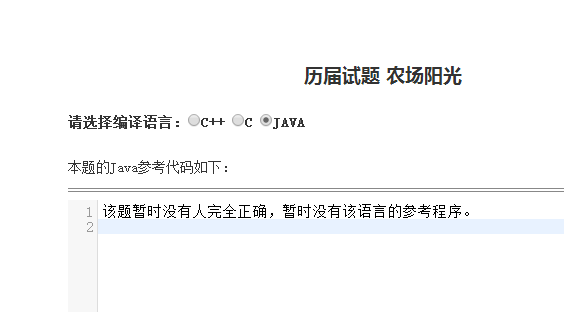 历届试题 农场阳光
请选择编译语言：C++ C JAVA
本题的Java参考代码如下：
1 该题暂时没有人完全正确，暂时没有该语言的参考程序。
2